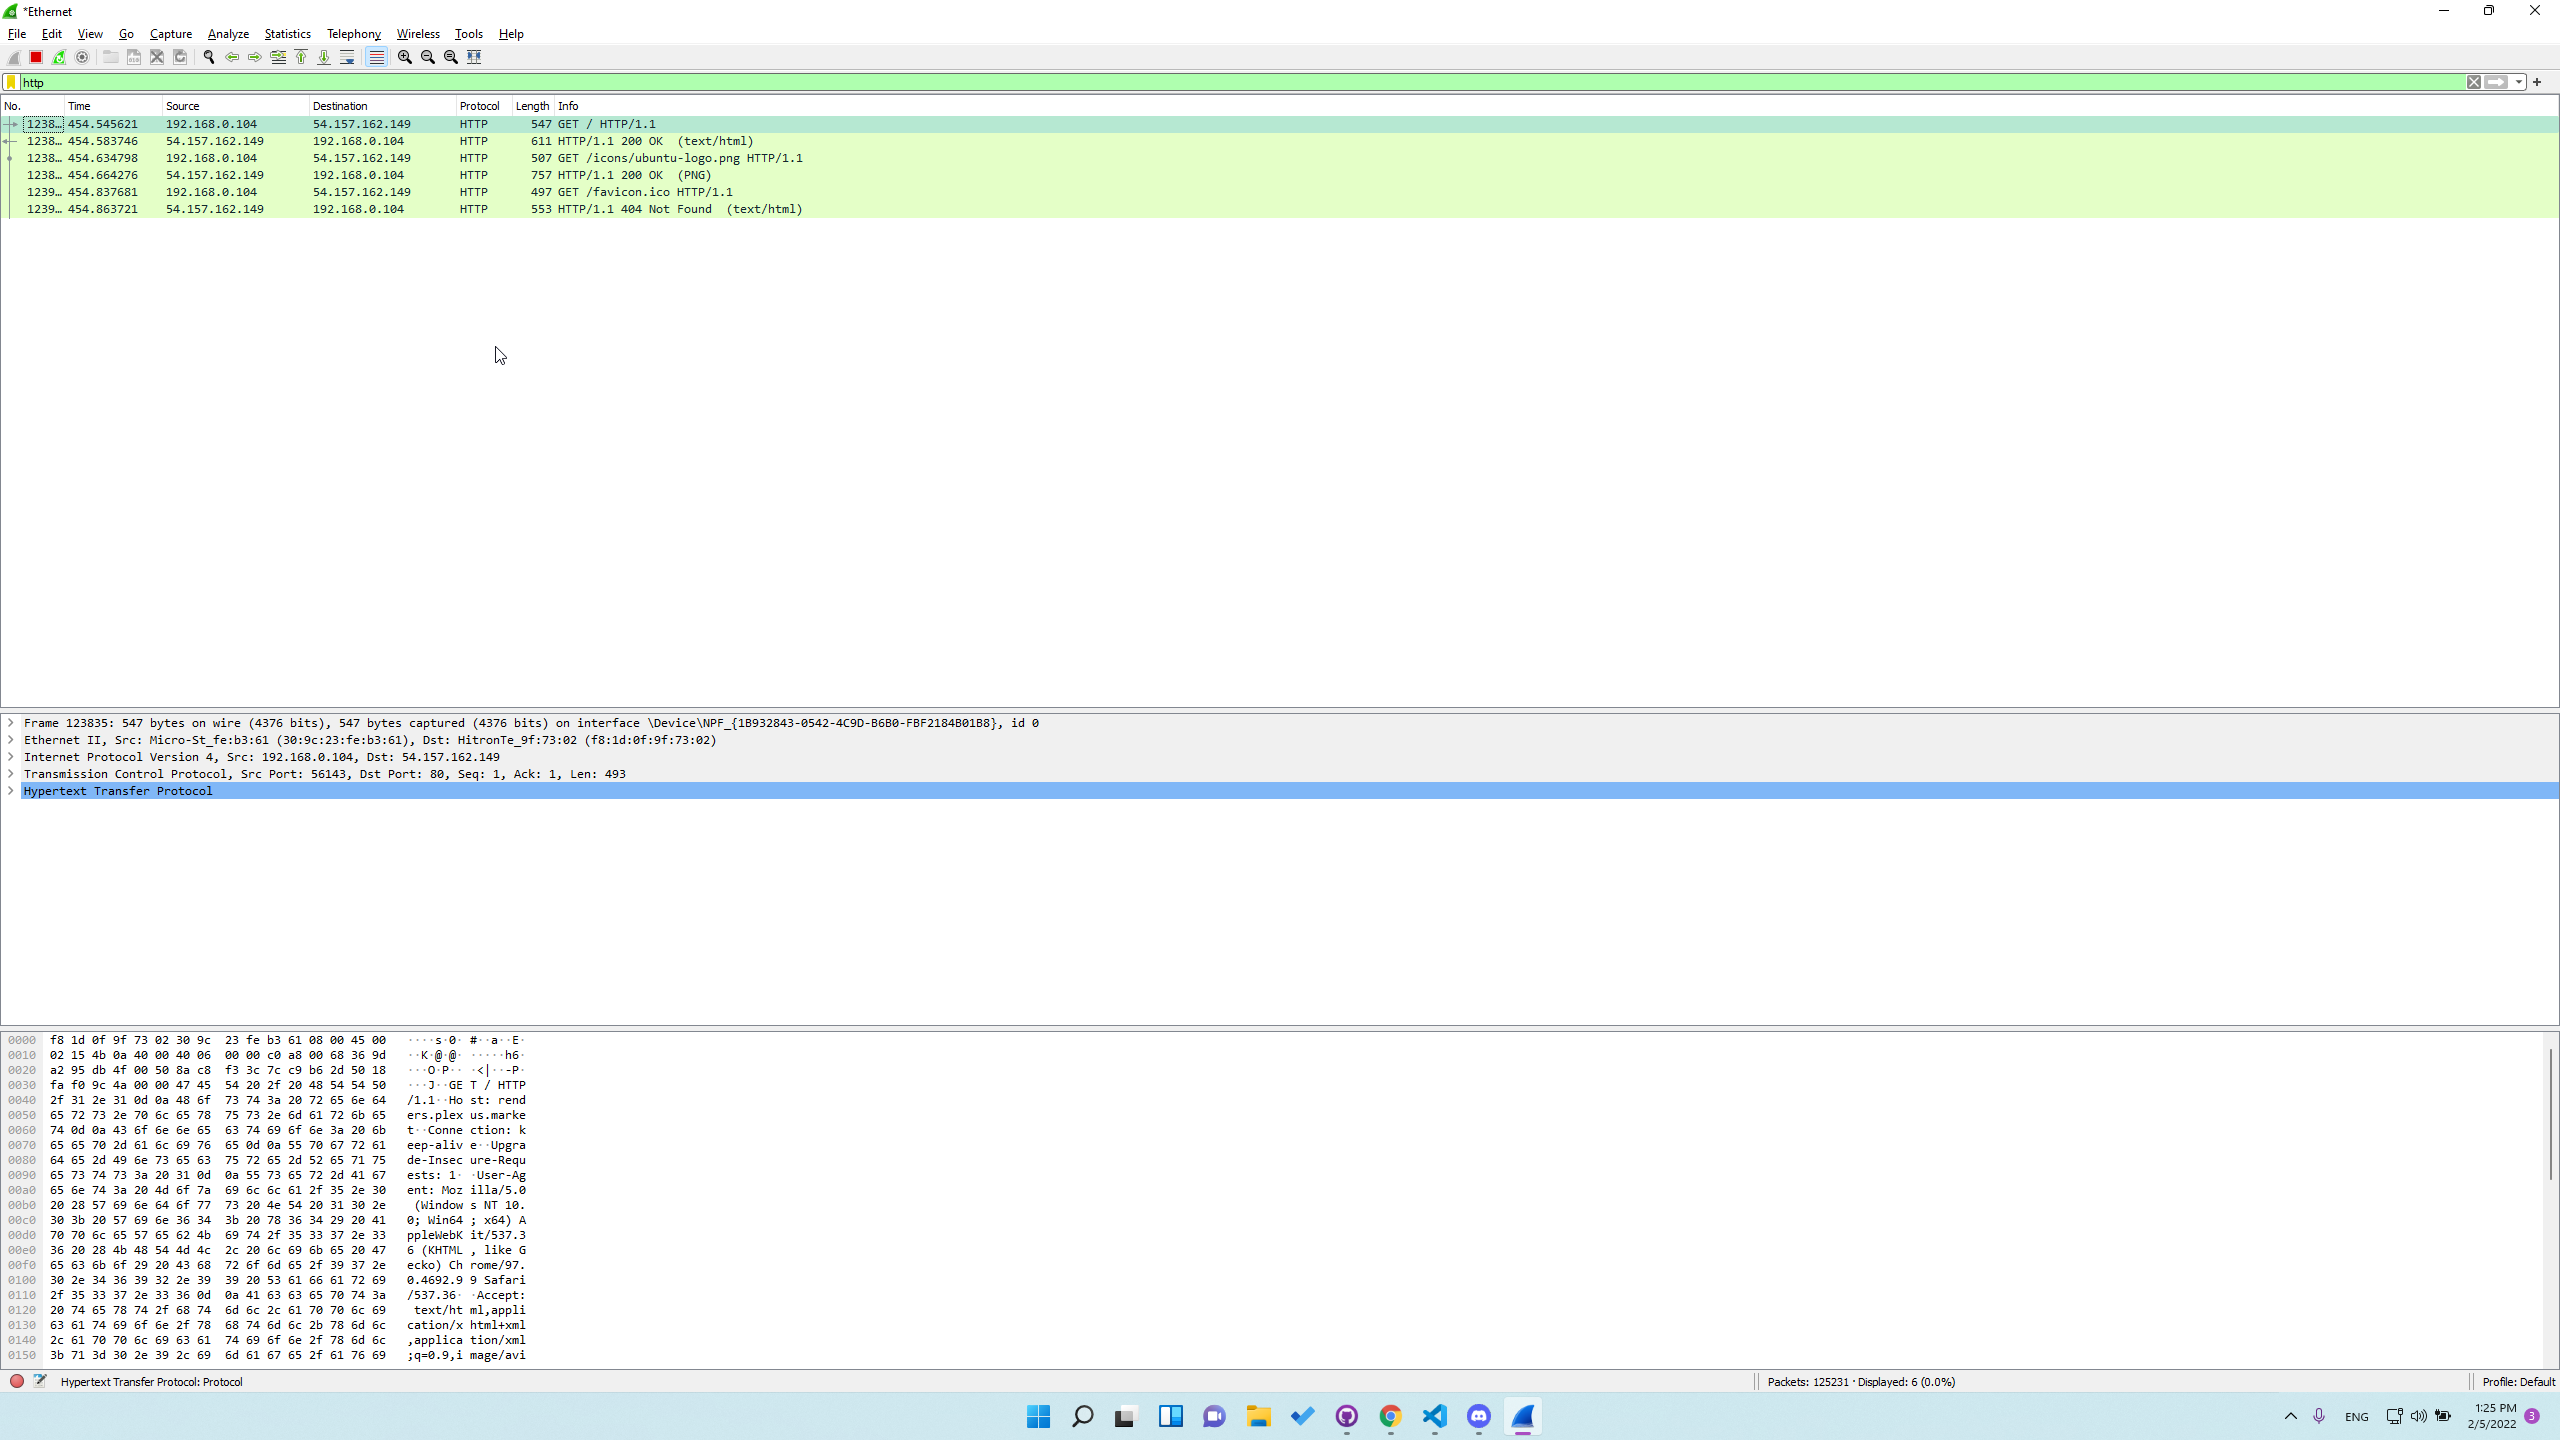 *Ethernet
File Edit View Go Capture Analyze Statistics Telephony Wireless Tools Help
http
No. Time Source Destination Protocol Length Info
1238… 454.545621 192.168.0.104 54.157.162.149 HTTP 547 GET / HTTP/1.1
1238… 454.583746 54.157.162.149 192.168.0.104 HTTP 611 HTTP/1.1 200 OK  (text/html)
1238… 454.634798 192.168.0.104 54.157.162.149 HTTP 507 GET /icons/ubuntu-logo.png HTTP/1.1
1238… 454.664276 54.157.162.149 192.168.0.104 HTTP 757 HTTP/1.1 200 OK  (PNG)
1239… 454.837681 192.168.0.104 54.157.162.149 HTTP 497 GET /favicon.ico HTTP/1.1
1239… 454.863721 54.157.162.149 192.168.0.104 HTTP 553 HTTP/1.1 404 Not Found  (text/html)
Frame 123835: 547 bytes on wire (4376 bits), 547 bytes captured (4376 bits) on interface \Device\NPF_{1B932843-0542-4C9D-B6B0-FBF2184B01B8}, id 0
Ethernet II, Src: Micro-St_fe:b3:61 (30:9c:23:fe:b3:61), Dst: HitronTe_9f:73:02 (f8:1d:0f:9f:73:02)
Internet Protocol Version 4, Src: 192.168.0.104, Dst: 54.157.162.149
Transmission Control Protocol, Src Port: 56143, Dst Port: 80, Seq: 1, Ack: 1, Len: 493
Hypertext Transfer Protocol
0000 f8 1d 0f 9f 73 02 30 9c 23 fe b3 61 08 00 45 00 ····s·0· #··a··E·
0010 02 15 4b 0a 40 00 40 06 00 00 c0 a8 00 68 36 9d ··K·@·@· ·····h6·
0020 a2 95 db 4f 00 50 8a c8 f3 3c 7c c9 b6 2d 50 18 ···O·P·· ·<|··-P·
0030 fa f0 9c 4a 00 00 47 45 54 20 2f 20 48 54 54 50 ···J··GE T / HTTP
0040 2f 31 2e 31 0d 0a 48 6f 73 74 3a 20 72 65 6e 64 /1.1··Ho st: rend
0050 65 72 73 2e 70 6c 65 78 75 73 2e 6d 61 72 6b 65 ers.plex us.marke
0060 74 0d 0a 43 6f 6e 6e 65 63 74 69 6f 6e 3a 20 6b t··Conne ction: k
0070 65 65 70 2d 61 6c 69 76 65 0d 0a 55 70 67 72 61 eep-aliv e··Upgra
0080 64 65 2d 49 6e 73 65 63 75 72 65 2d 52 65 71 75 de-Insec ure-Requ
0090 65 73 74 73 3a 20 31 0d 0a 55 73 65 72 2d 41 67 ests: 1· ·User-Ag
00a0 65 6e 74 3a 20 4d 6f 7a 69 6c 6c 61 2f 35 2e 30 ent: Moz illa/5.0
00b0 20 28 57 69 6e 64 6f 77 73 20 4e 54 20 31 30 2e (Window s NT 10.
00c0 30 3b 20 57 69 6e 36 34 3b 20 78 36 34 29 20 41 0; Win64 ; x64) A
00d0 70 70 6c 65 57 65 62 4b 69 74 2f 35 33 37 2e 33 ppleWebK it/537.3
00e0 36 20 28 4b 48 54 4d 4c 2c 20 6c 69 6b 65 20 47 6 (KHTML , like G
00f0 65 63 6b 6f 29 20 43 68 72 6f 6d 65 2f 39 37 2e ecko) Ch rome/97.
0100 30 2e 34 36 39 32 2e 39 39 20 53 61 66 61 72 69 0.4692.9 9 Safari
0110 2f 35 33 37 2e 33 36 0d 0a 41 63 63 65 70 74 3a /537.36· ·Accept:
0120 20 74 65 78 74 2f 68 74 6d 6c 2c 61 70 70 6c 69 text/ht ml,appli
0130 63 61 74 69 6f 6e 2f 78 68 74 6d 6c 2b 78 6d 6c cation/x html+xml
0140 2c 61 70 70 6c 69 63 61 74 69 6f 6e 2f 78 6d 6c ,applica tion/xml
0150 3b 71 3d 30 2e 39 2c 69 6d 61 67 65 2f 61 76 69 ;q=0.9,i mage/avi
Hypertext Transfer Protocol: Protocol
Packets: 125231 · Displayed: 6 (0.0%)
Profile: Default
ENG
1:25 PM
2/5/2022
3